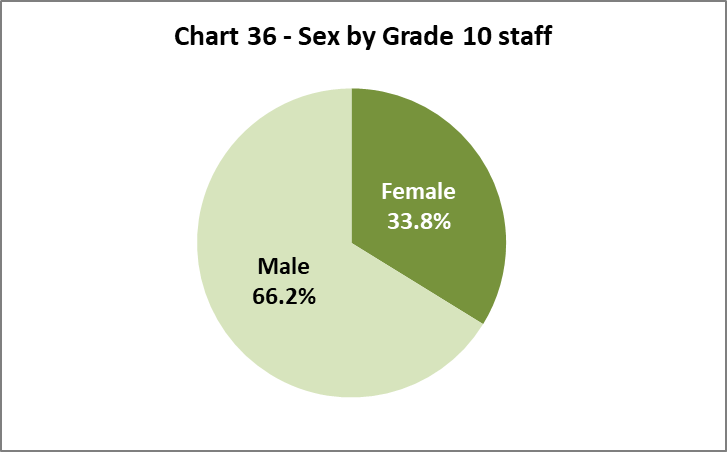 Chart 36 - Sex by Grade 10 staff
Female
33.8%
Male
66.2%